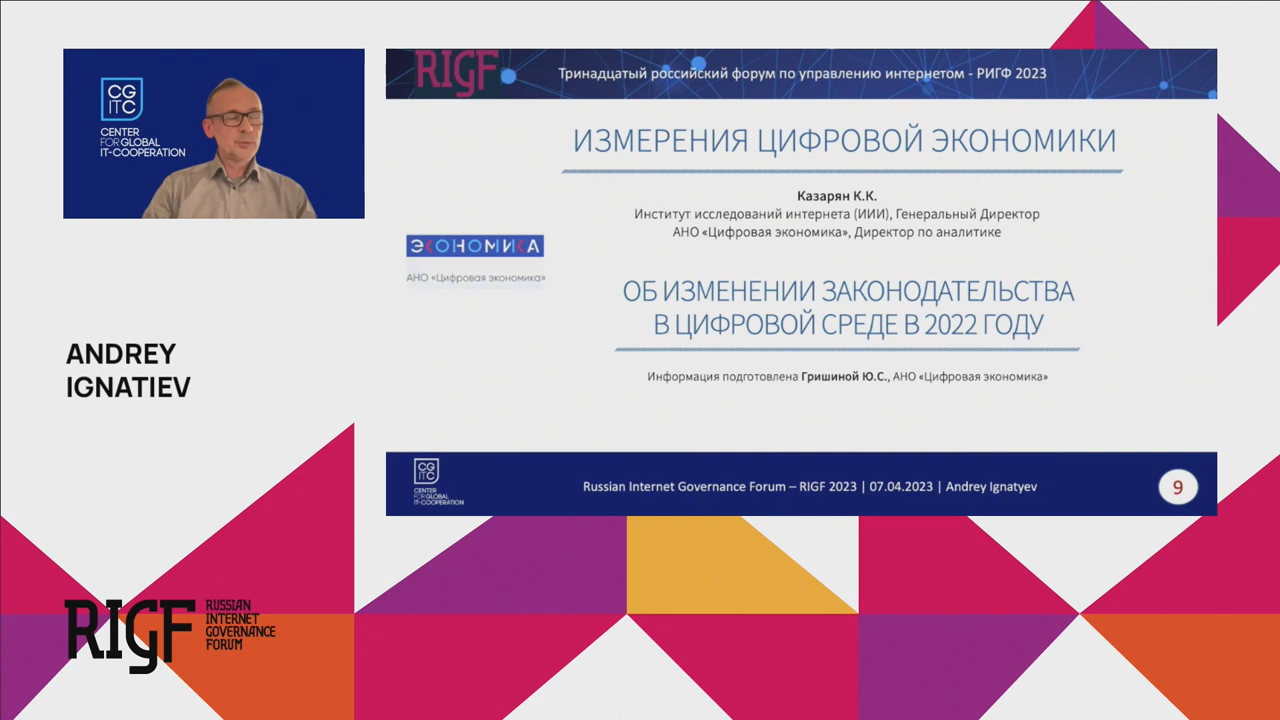 CG
ITC
CENTER
FOR GLOBAL
IT-COOPERATION
ANDREY
IGNATIEV
RIGF
RUSSIAN
INTERNET
GOVERNANCE
FORUM
RIGF
Тринадцатый российский форум по управлению интернетом - РИГФ 2023
ИЗМЕРЕНИЯ ЦИФРОВОЙ ЭКОНОМИКИ
Казарян К.К.
Институт исследований интернета (ИИИ), Генеральный Директор
АНО «Цифровая экономика», Директор по аналитике
ЭКОНОМИКА
АНО «Цифровая экономика»
ОБ ИЗМЕНЕНИИ ЗАКОНОДАТЕЛЬСТВА
В ЦИФРОВОЙ СРЕДЕ В 2022 ГОДУ
Информация подготовлена Гришиной Ю.С., АНО «Цифровая экономика»
CG
ITC
CENTER
FOR GLOBAL
IT-COOPERATION
Russian Internet Governance Forum – RIGF 2023 | 07.04.2023 | Andrey Ignatyev
9